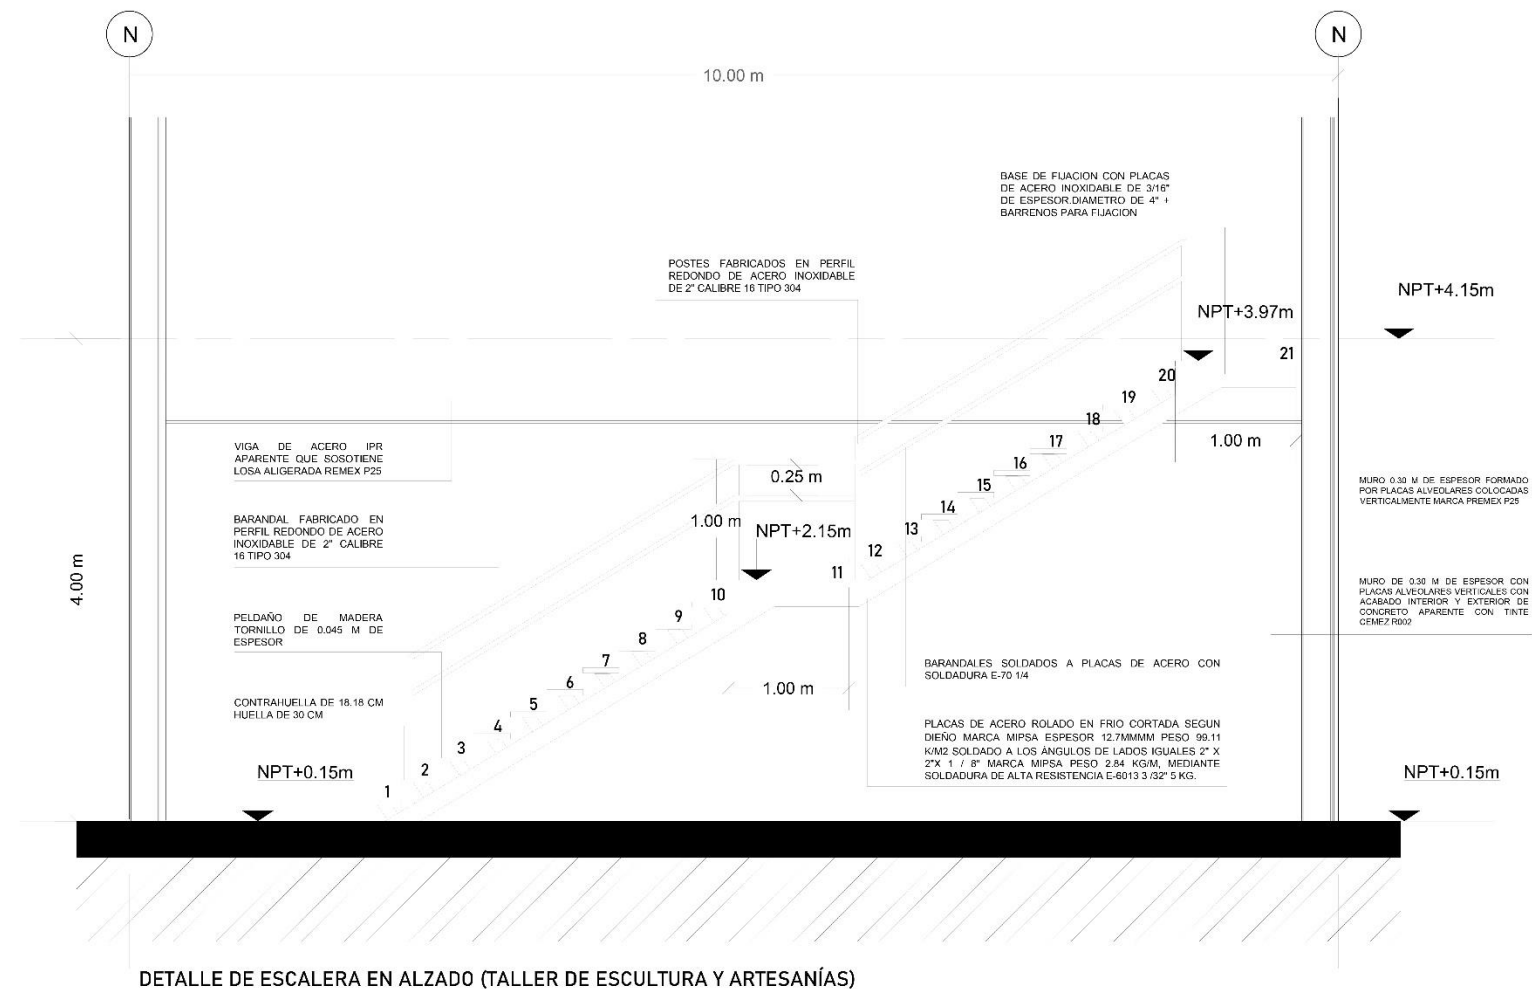 N
N
10.00 m
BASE DE FIJACION CON PLACAS
DE ACERO INOXIDABLE DE 3/16"
DE ESPESOR.DIAMETRO DE 4" +
BARRENOS PARA FIJACION
POSTES FABRICADOS EN PERFIL
REDONDO DE ACERO INOXIDABLE
DE 2" CALIBRE 16 TIPO 304
NPT+4.15m
NPT+3.97m
21
20
19
18
17
16
15
14
13
12
11
10
9
8
7
6
5
4
3
2
1
1.00 m
VIGA DE ACERO IPR
APARENTE QUE SOSOTIENE
LOSA ALIGERADA REMEX P25
0.25 m
1.00 m
NPT+2.15m
MURO 0.30 M DE ESPESOR FORMADO
POR PLACAS ALVEOLARES COLOCADAS
VERTICALMENTE MARCA PREMEX P25
BARANDAL FABRICADO EN
PERFIL REDONDO DE ACERO
INOXIDABLE DE 2" CALIBRE
16 TIPO 304
4.00 m
MURO DE 0.30 M DE ESPESOR CON
PLACAS ALVEOLARES VERTICALES CON
ACABADO INTERIOR Y EXTERIOR DE
CONCRETO APARENTE CON TINTE
CEMEZ R002
PELDAÑO DE MADERA
TORNILLO DE 0.045 M DE
ESPESOR
BARANDALES SOLDADOS A PLACAS DE ACERO CON
SOLDADURA E-70 1/4
1.00 m
CONTRAHUELLA DE 18.18 CM
HUELLA DE 30 CM
PLACAS DE ACERO ROLADO EN FRIO CORTADA SEGUN
DIEÑO MARCA MIPSA ESPESOR 12.7MMMM PESO 99.11
K/M2 SOLDADO A LOS ÁNGULOS DE LADOS IGUALES 2" X
2"X 1 / 8" MARCA MIPSA PESO 2.84 KG/M, MEDIANTE
SOLDADURA DE ALTA RESISTENCIA E-6013 3 /32" 5 KG.
NPT+0.15m
NPT+0.15m
DETALLE DE ESCALERA EN ALZADO (TALLER DE ESCULTURA Y ARTESANÍAS)